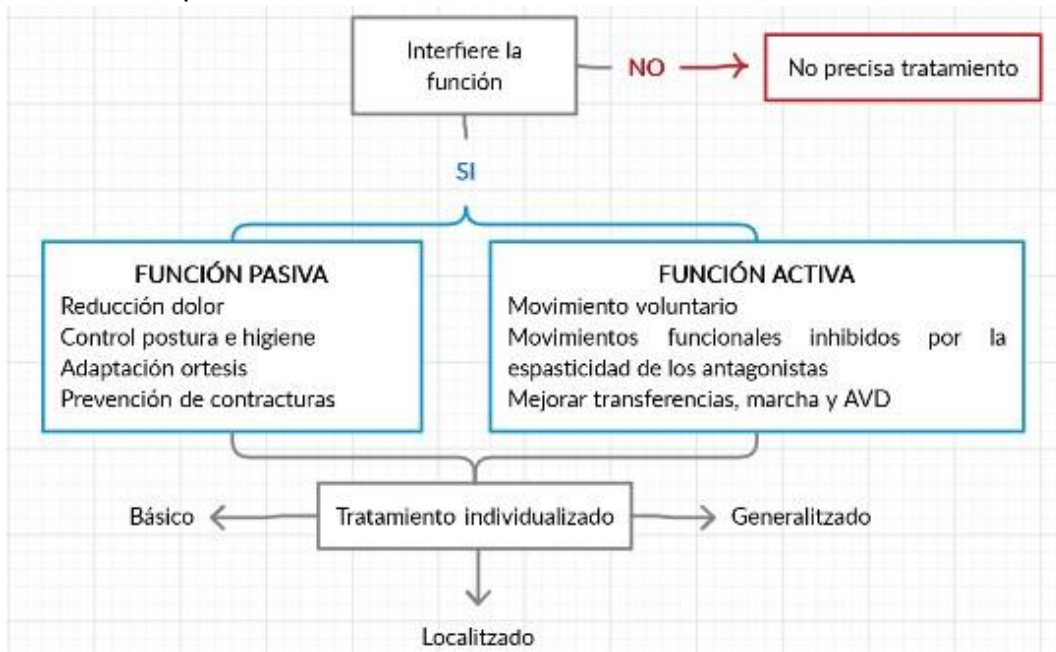 Interfiere la
función
NO
No precisa tratamiento
SI
FUNCIÓN PASIVA
Reducción dolor
Control postura e higiene
Adaptación ortesis
Prevención de contracturas
FUNCIÓN ACTIVA
Movimiento voluntario
Movimientos funcionales inhibidos por la
espasticidad de los antagonistas
Mejorar transferencias, marcha y AVD
Básico
Tratamiento individualizado
Generalitzado
Localitzado